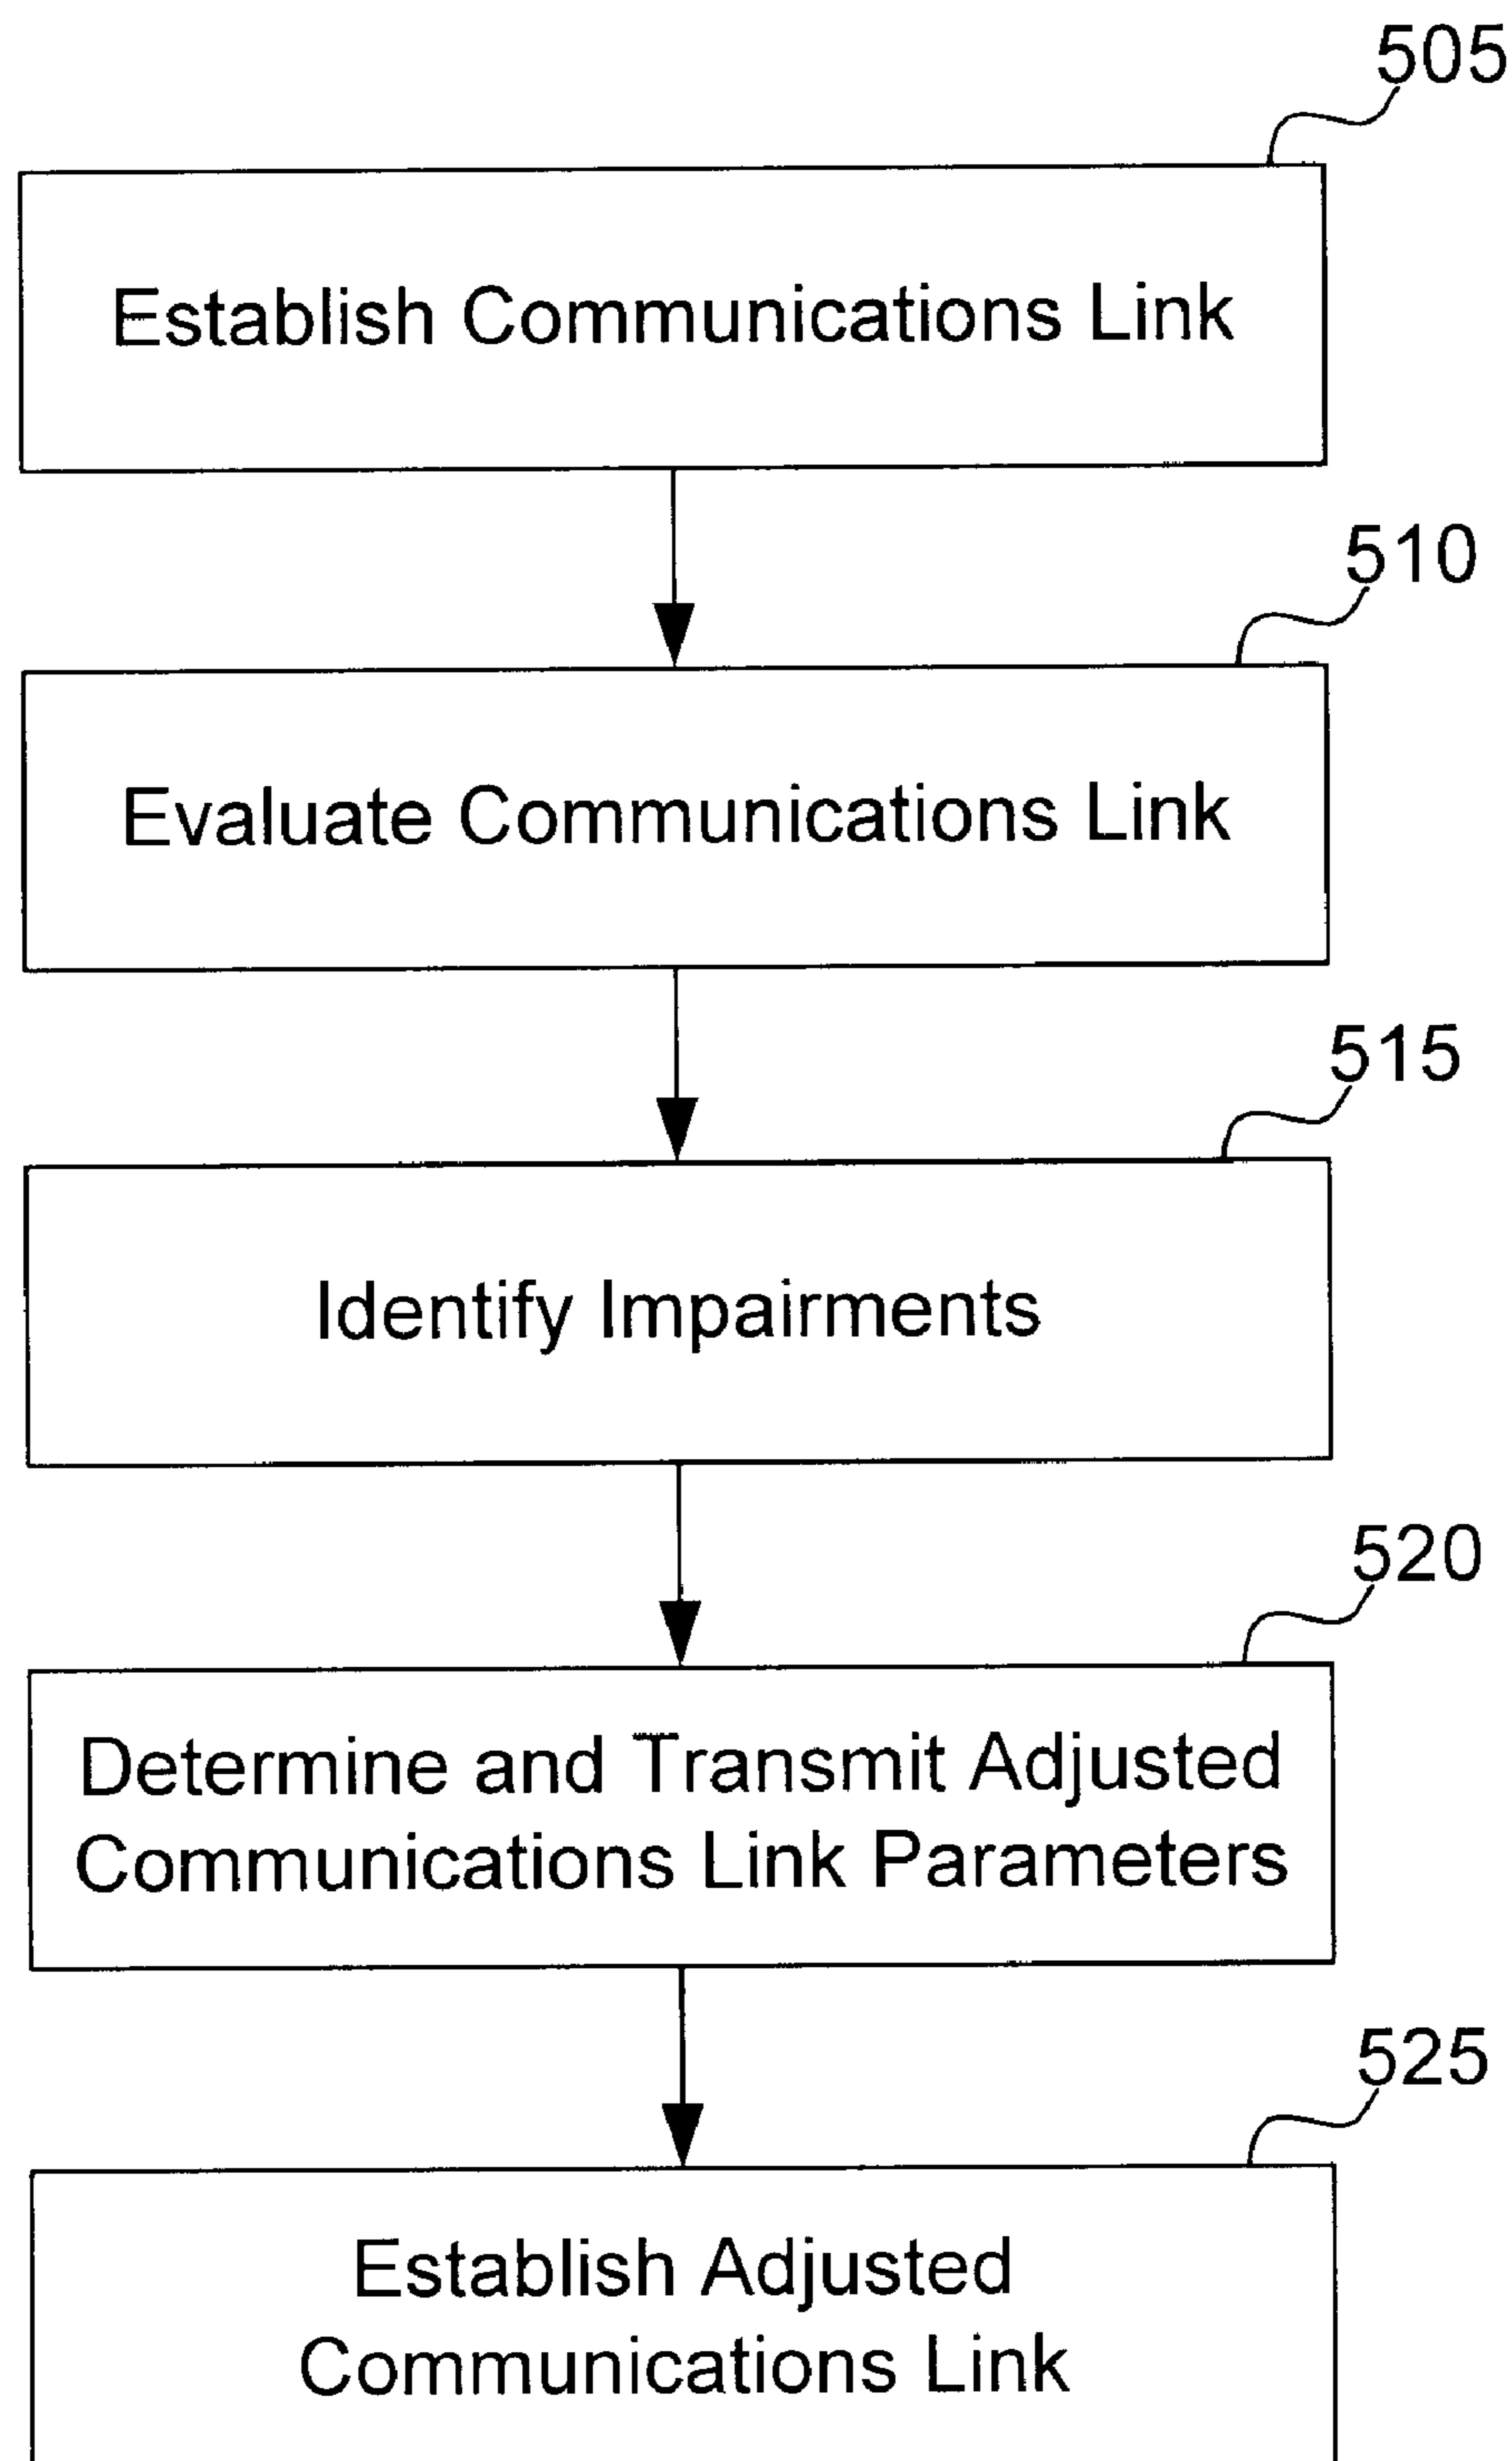 505
Establish Communications Link
510
Evaluate Communications Link
515
Identify Impairments
520
Determine and Transmit Adjusted
Communications Link Parameters
525
Establish Adjusted
Communications Link